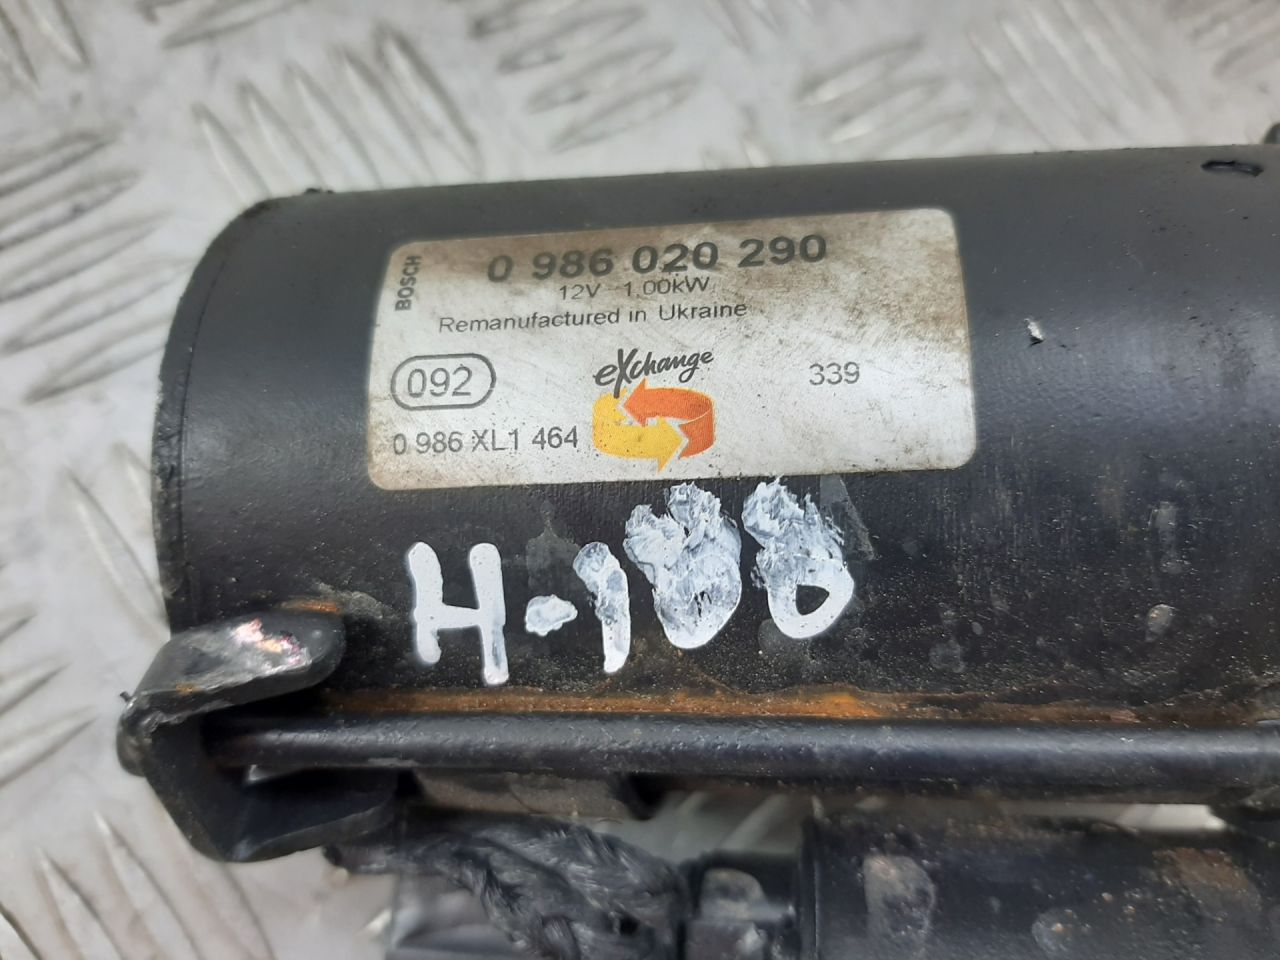 BOSCH
0 986 020 290
12V 1.00kW
Remanufactured in Ukraine
092
eXchange
339
0 986 XL1 464
H-100